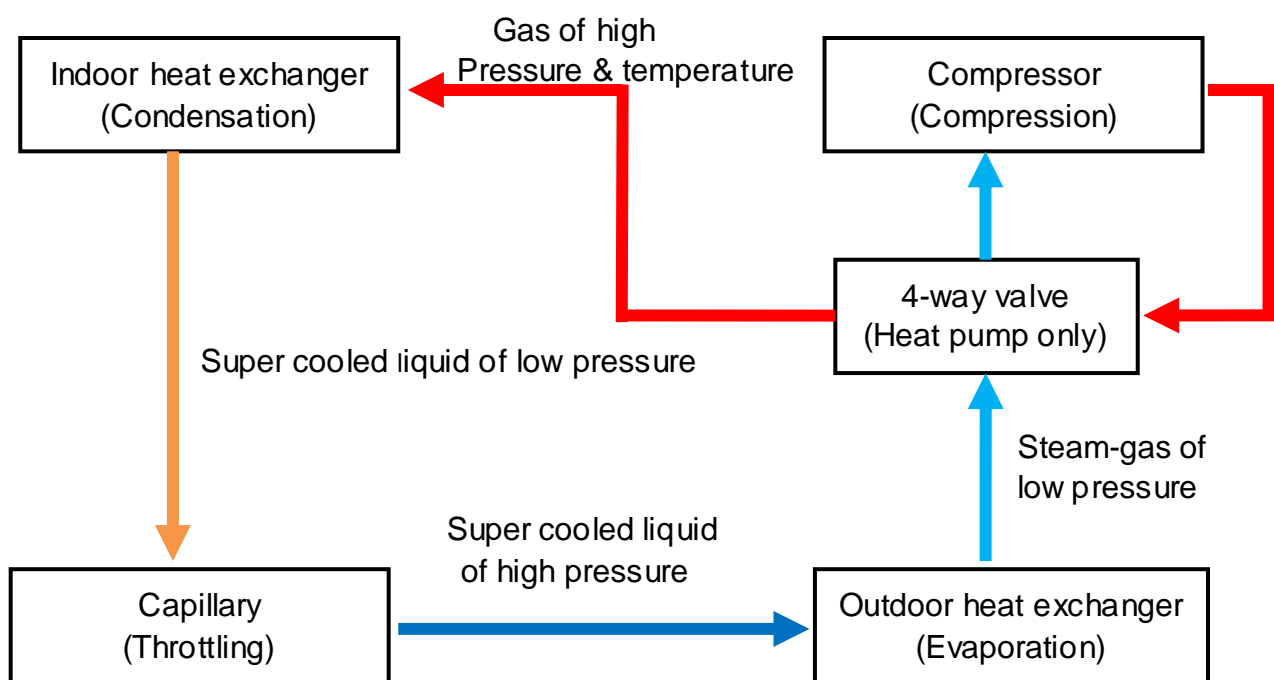 Gas of high
Pressure & temperature
Indoor heat exchanger
(Condensation)
Compressor
(Compression)
4-way valve
(Heat pump only)
Super cooled liquid of low pressure
Steam-gas of
low pressure
Super cooled liquid
of high pressure
Capillary
(Throttling)
Outdoor heat exchanger
(Evaporation)